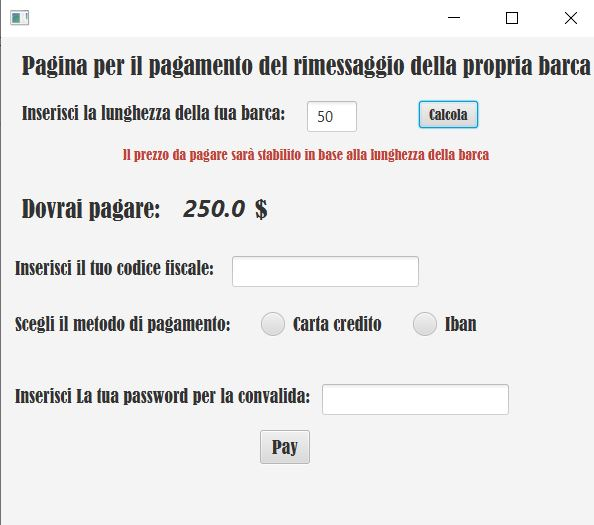 Pagina per il pagamento del rimessaggio della propria barca
Inserisci la lunghezza della tua barca: 50 Calcola
Il prezzo da pagare sarà stabilito in base alla lunghezza della barca
Dovrai pagare: 250.0 $
Inserisci il tuo codice fiscale:
Scegli il metodo di pagamento: Carta credito Iban
Inserisci La tua password per la convalida:
Pay